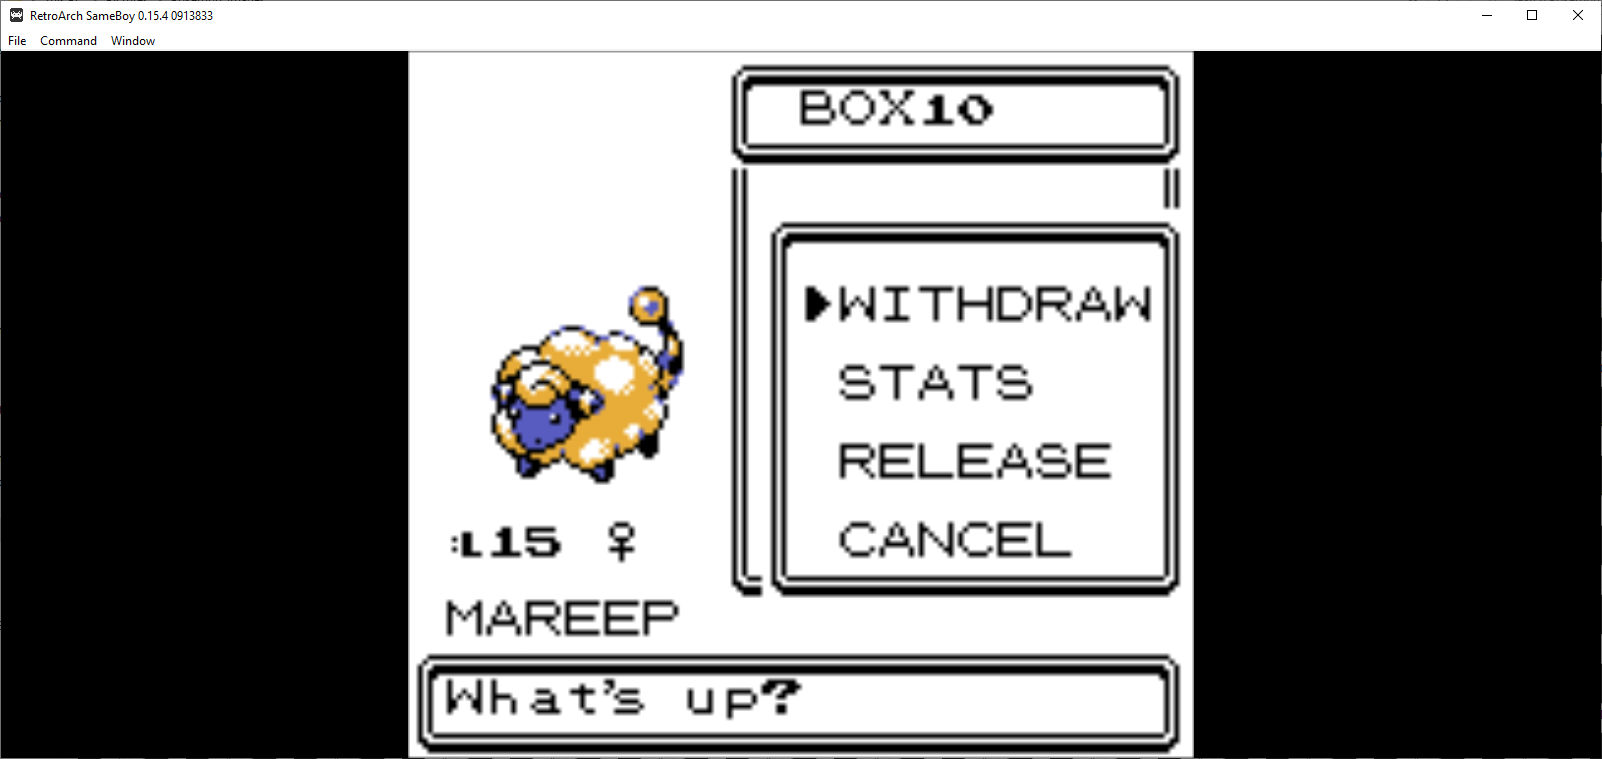 RetroArch SameBoy 0.15.4 0913833
File Command Window
BOX10
▶WITHDRAW
STATS
RELEASE
CANCEL
:L15 ♀
MAREEP
What's up?